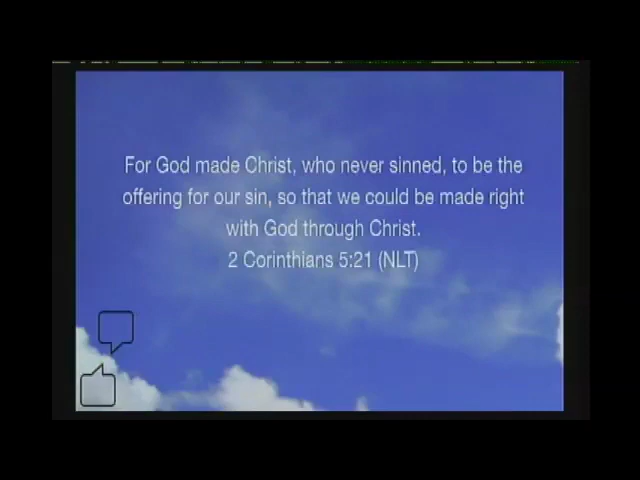 For God made Christ, who never sinned, to be the
offering for our sin, so that we could be made right
with God through Christ.
2 Corinthians 5:21 (NLT)